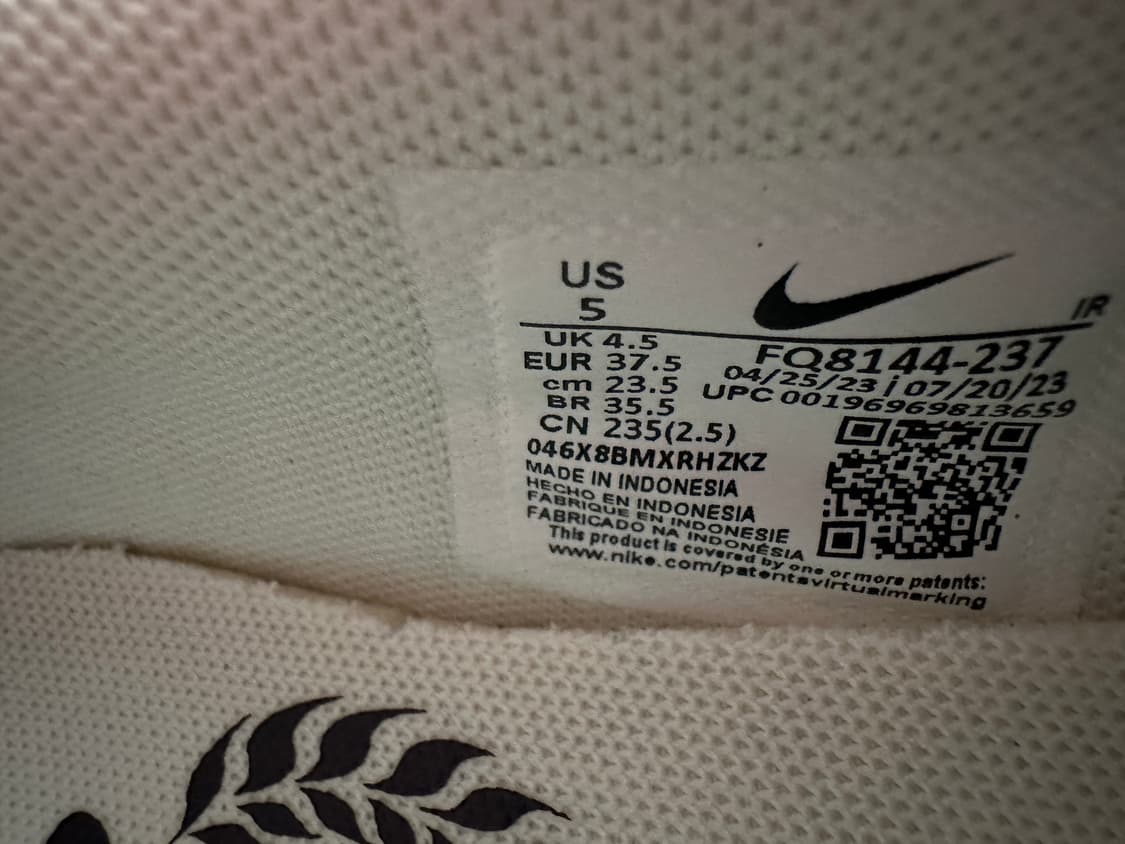 US
5
IR
UK 4.5
EUR 37.5
cm 23.5
BR 35.5
CN 235(2.5)
FQ8144-237
04/25/23 ¡ 07/20/23
UPC 00196969813659
046X8BMXRHZKZ
MADE IN INDONESIA
HECHO EN INDONESIA
FABRIQUE EN INDONESIE
FABRICADO NA INDONÉSIA
This product is covered by one or more patents:
www.nike.com/patentsvirtualmarking